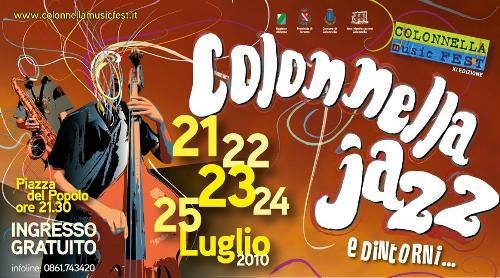 www.colonnellamusicfest.it
COLONNELLA
music FEST
XI EDIZIONE
Colonnella
jazz
e DinTorni...
21
22
23
24
25
Luglio
2010
Piazza
del Popolo
ore 21.30
INGRESSO
GRATUITO
infoline: 0861.743420